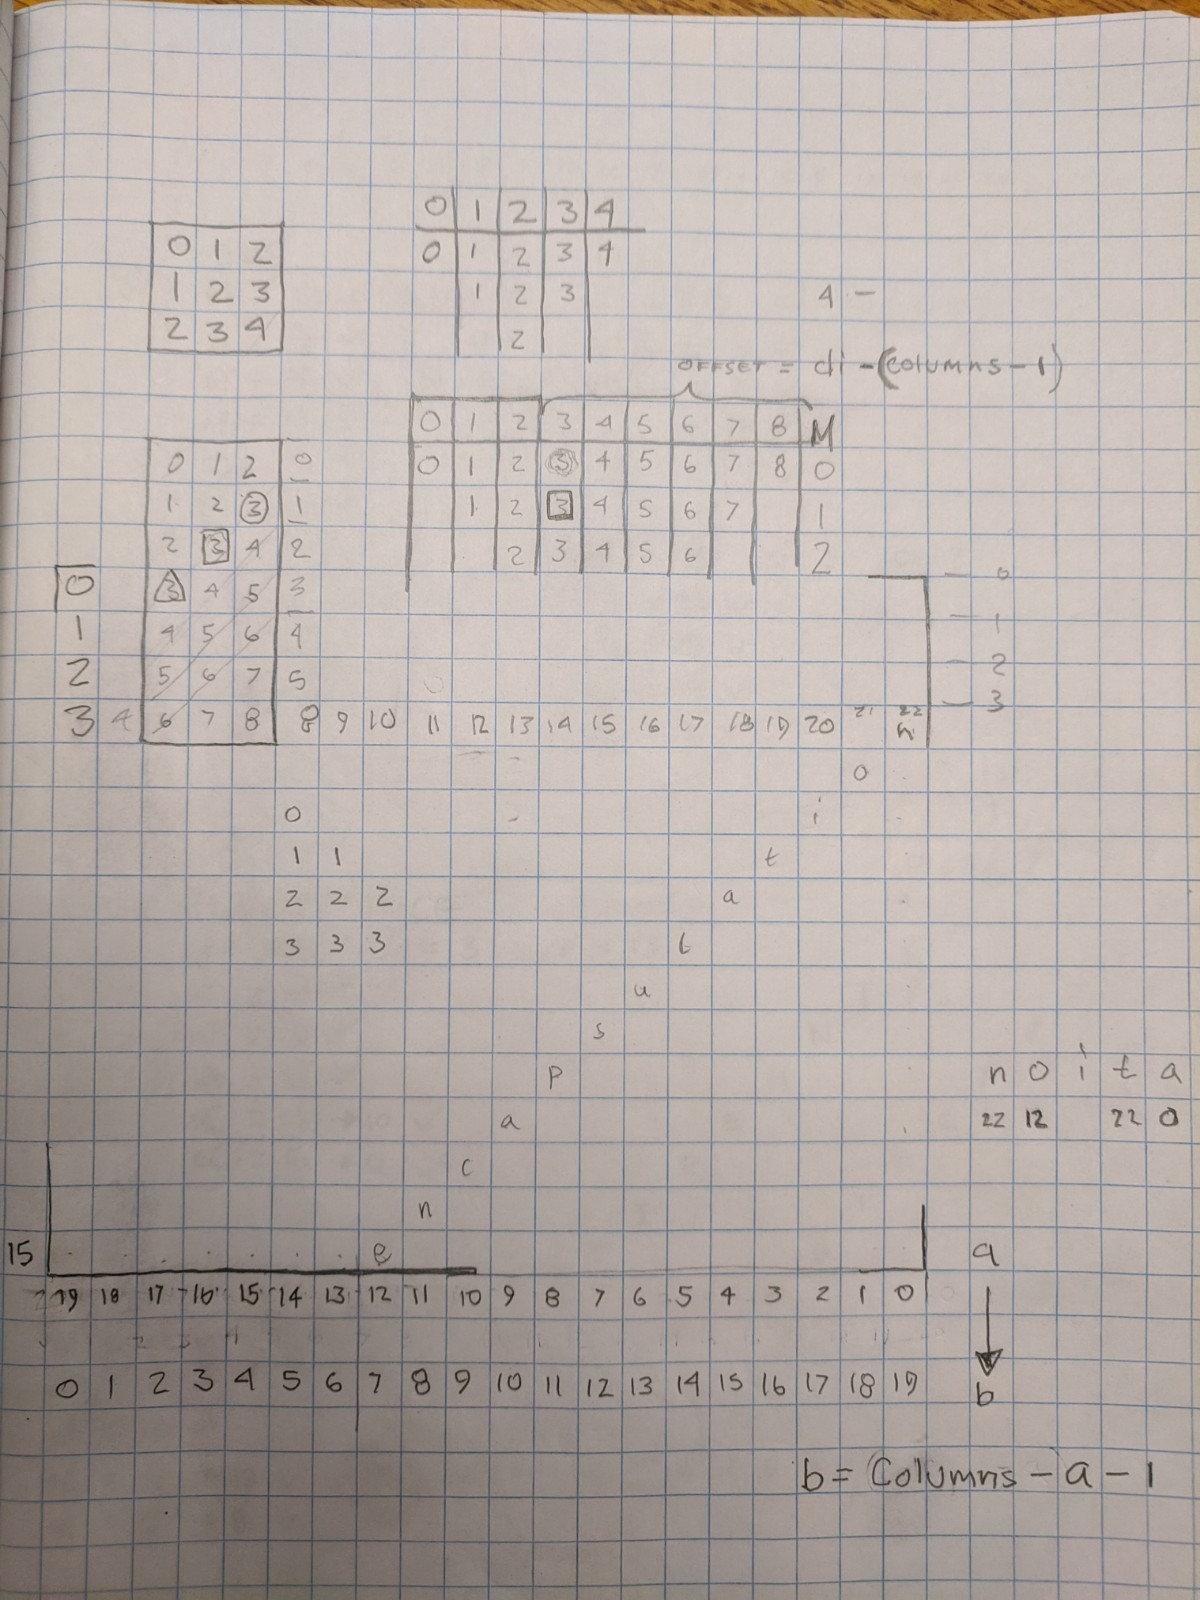 0 1 2 3 4
0 1 2
0 1 2 3 4
1 2 3
1 2 3
4 -
2 3 4
2
OFFSET = di - (columns - 1)
0 1 2 3 4 5 6 7 8 M
0 1 2 0
0 1 2 3 4 5 6 7 8 0
1 2 3 1
1 2 3 4 5 6 7 1
2 3 4 2
2 3 4 5 6 2
0 3 4 5 3
- 0
1 4 5 6 4
- 1
2 5 6 7 5
- 2
- 3
3 4 6 7 8 8 9 10 11 12 13 14 15 16 17 18 19 20 21 22
n
o
0 i
1 1 t
2 2 2 a
3 3 3 t
u
s
p
n o i t a
a
22 12 22 0
c
n
15 e
a
19 18 17 16 15 14 13 12 11 10 9 8 7 6 5 4 3 2 1 0
0 1 2 3 4 5 6 7 8 9 10 11 12 13 14 15 16 17 18 19
b
b = Columns - a - 1